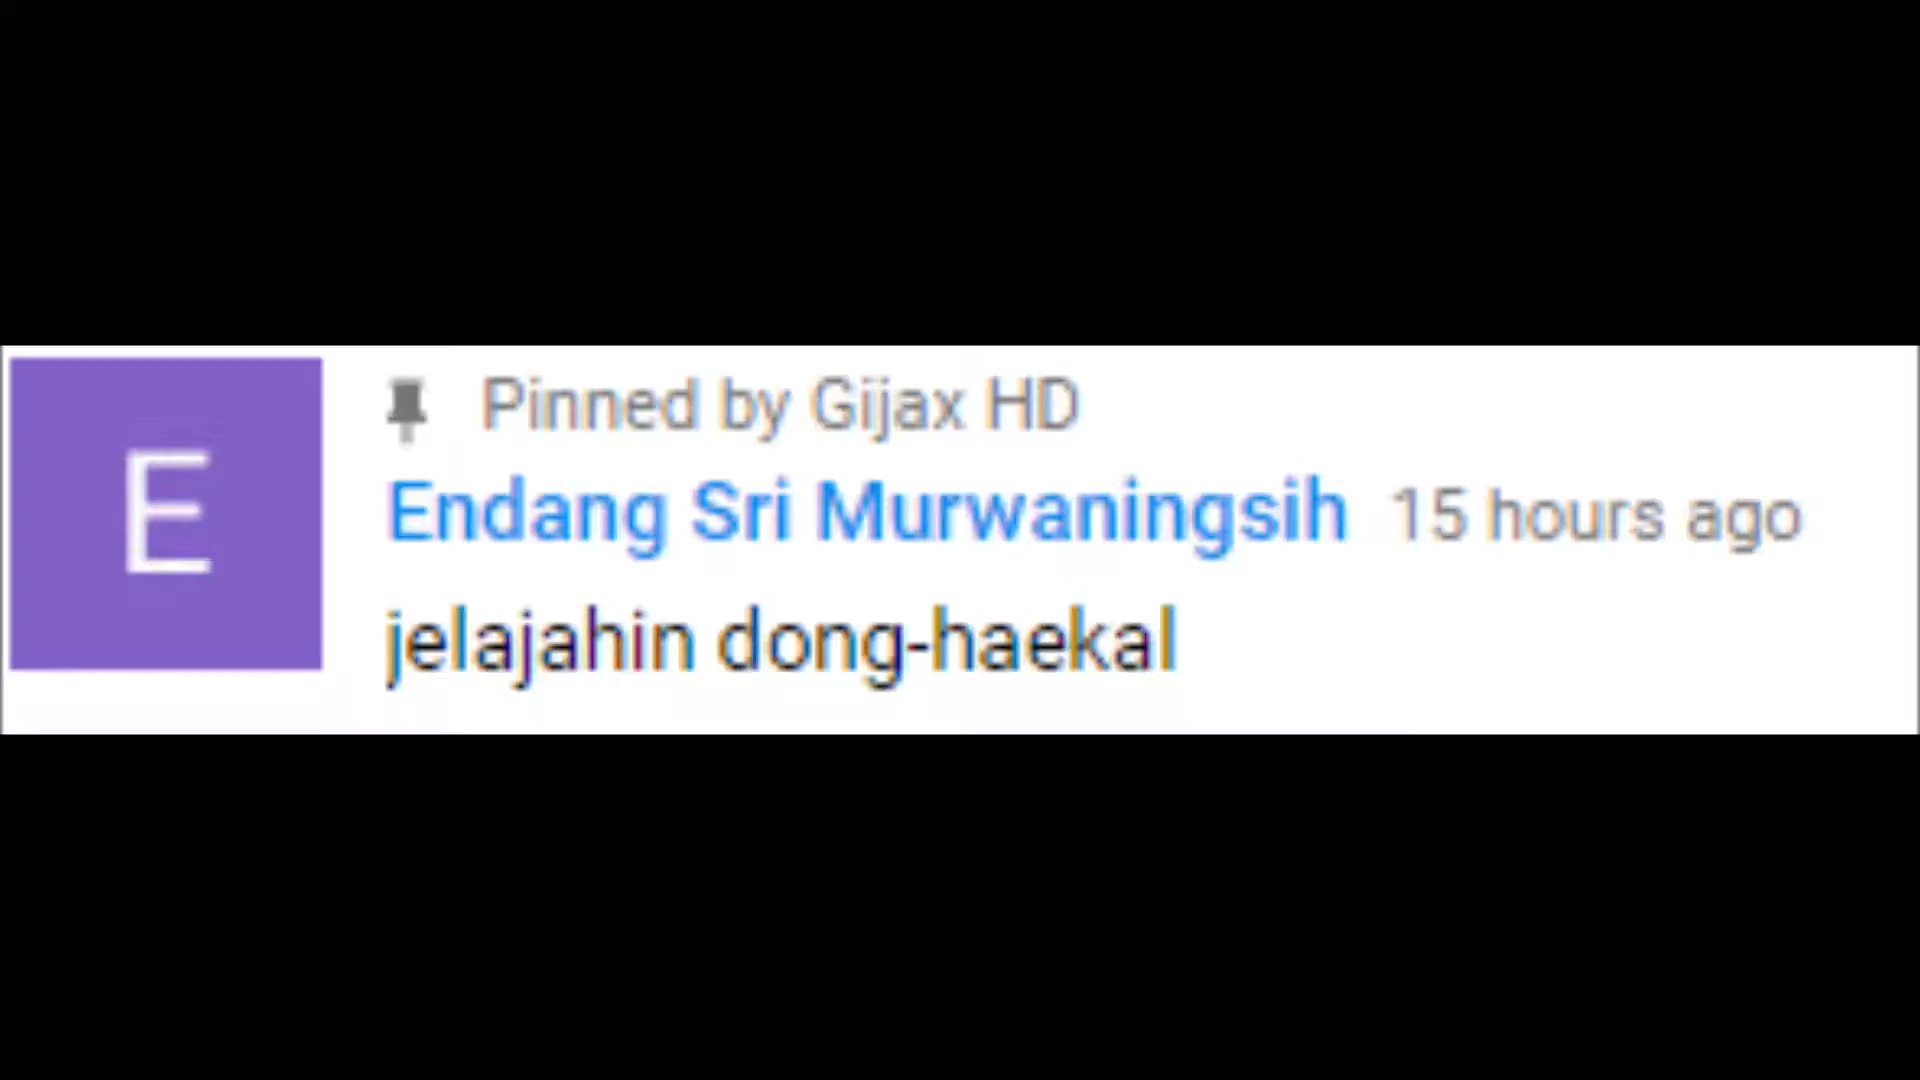 E
Pinned by Gijax HD
Endang Sri Murwaningsih 15 hours ago
jelajahin dong-haekal